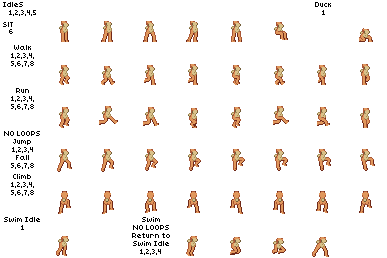 IdleS
1,2,3,4,5
Duck
1
SIT
6
Walk
1,2,3,4,
5,6,7,8
Run
1,2,3,4,
5,6,7,8
NO LOOPS
Jump
1,2,3,4
Fall
5,6,7,8
Climb
1,2,3,4,
5,6,7,8
Swim Idle
1
Swim
NO LOOPS
Return to
Swim Idle
1,2,3,4